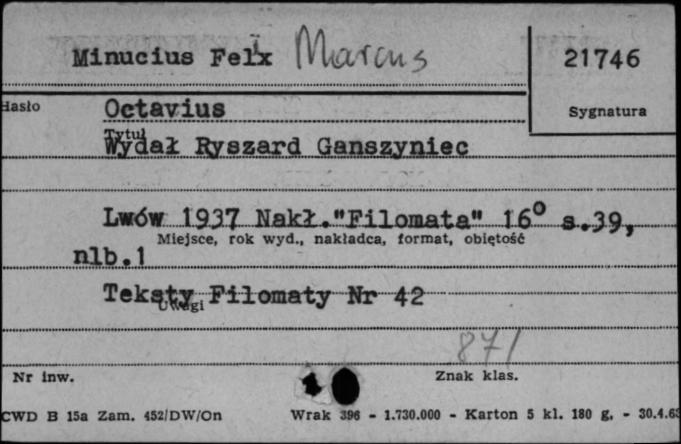 Minucius Felix Marcus
21746
Hasło
Octavius
Sygnatura
Tytuł
Wydał Ryszard Ganszyniec
Lwów 1937 Nakł."Filomata" 16° s.39,
Miejsce, rok wyd., nakładca, format, objętość
nlb.1
Teksty Filomaty Nr 42
Uwagi
871
Nr inw.
Znak klas.
CWD B 15a Zam. 452/DW/On Wrak 396 - 1.730.000 - Karton 5 kl. 180 g. - 30.4.63